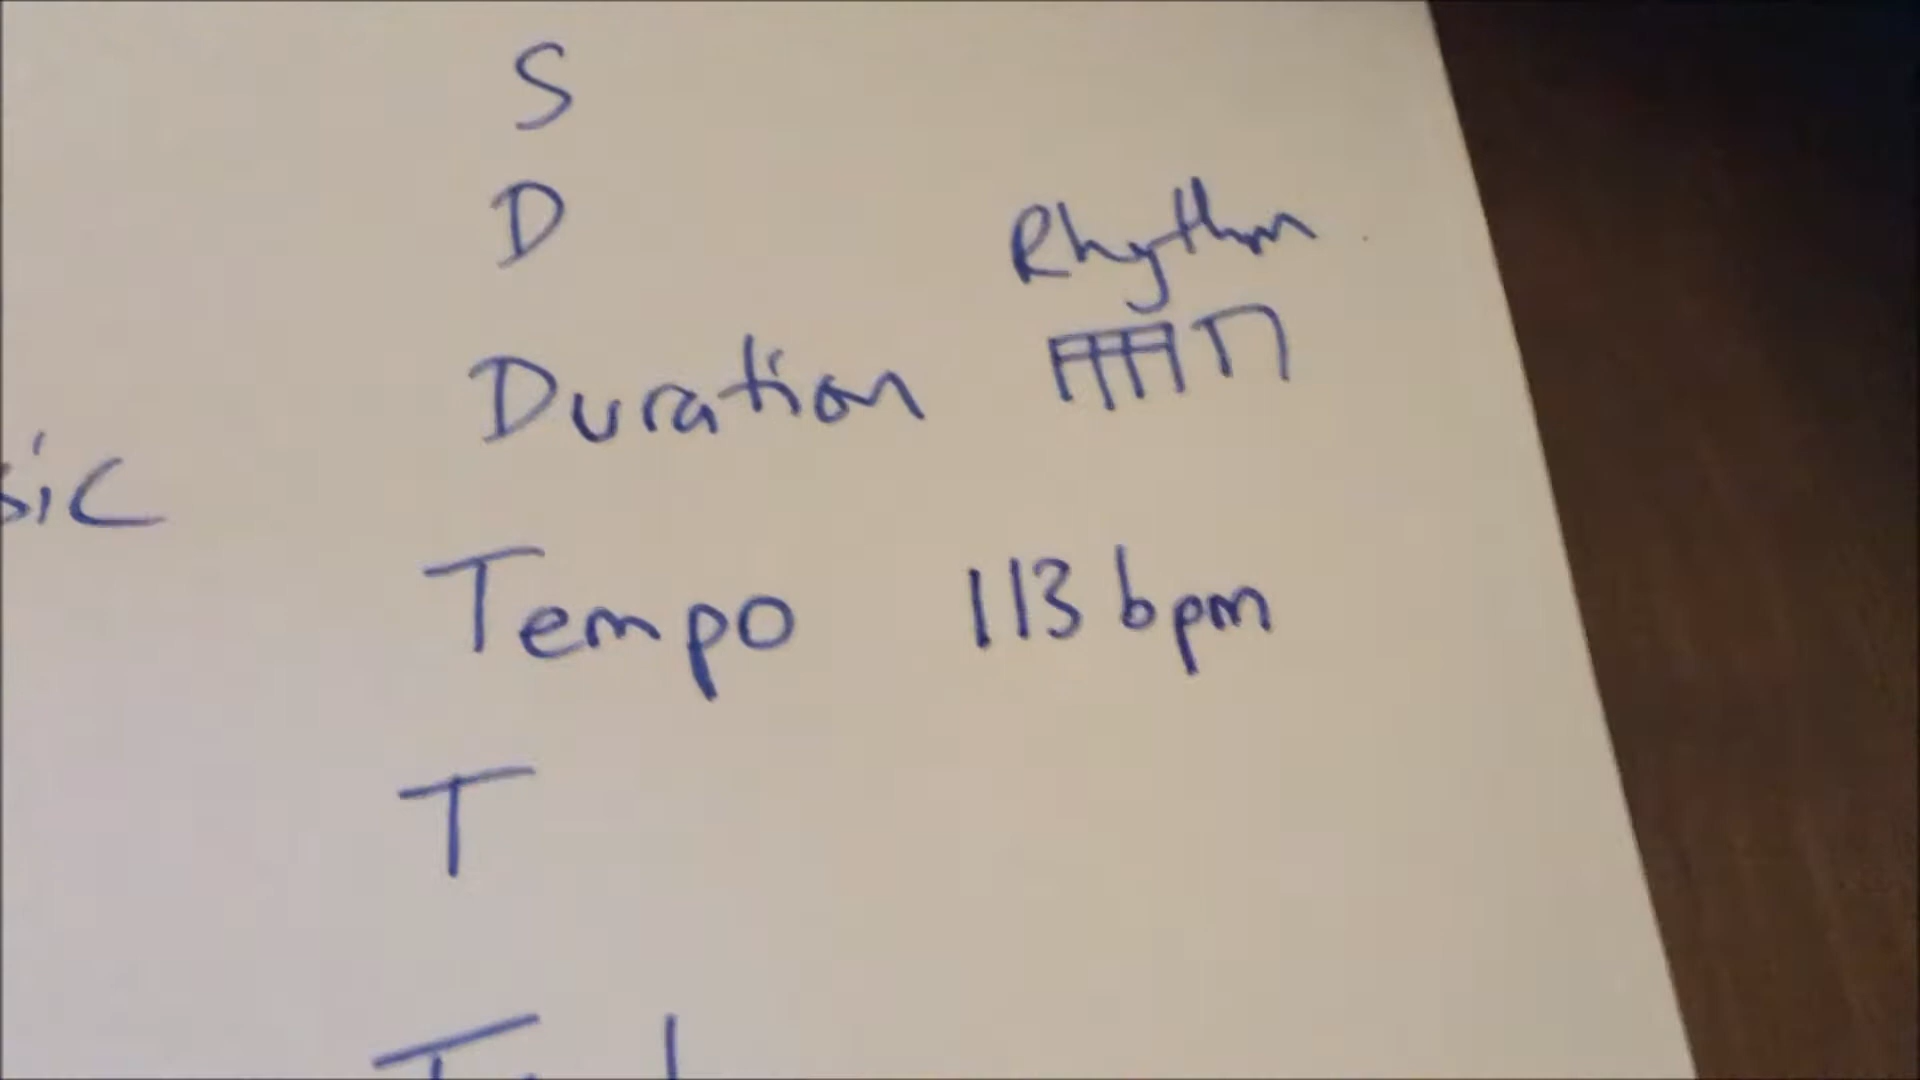 S
D
Rhythm
Duration
sic
Tempo 113 bpm
T